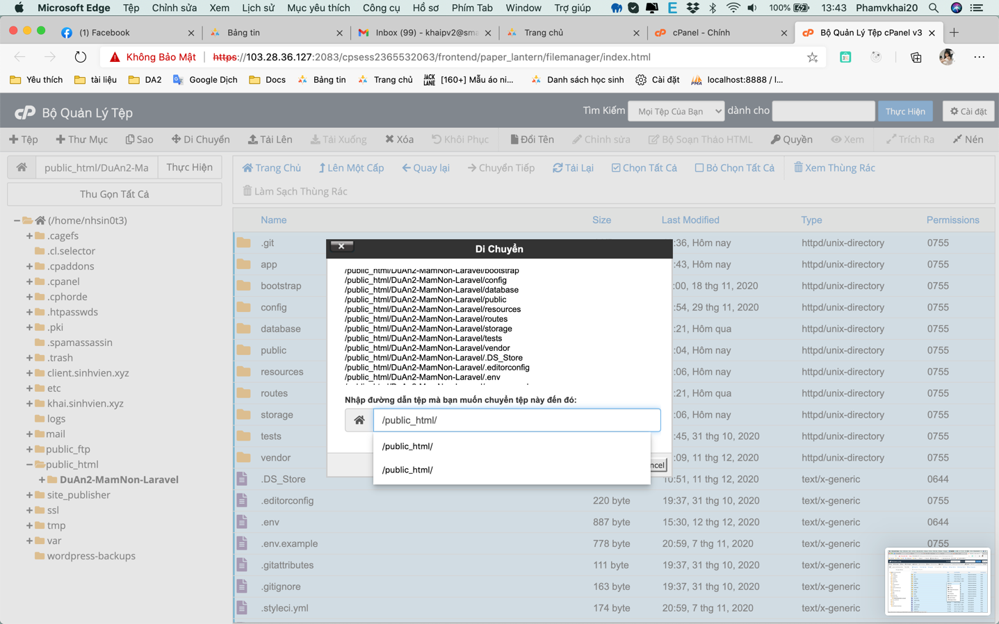 Microsoft Edge Tệp Chỉnh sửa Xem Lịch sử Mục yêu thích Công cụ Hồ sơ Phím Tab Window Trợ giúp 100% 13:43 Phamvkhai20
(1) Facebook Bảng tin Inbox (99) - khaipv2@sma Trang chủ cPanel - Chính Bộ Quản Lý Tệp cPanel v3
Không Bảo Mật https://103.28.36.127:2083/cpsess2365532063/frontend/paper_lantern/filemanager/index.html
Yêu thích tài liệu DA2 Google Dịch Docs Bảng tin Trang chủ JACK LANE [160+] Mẫu áo ni... Danh sách học sinh Cài đặt PMA localhost:8888 / l...
cP Bộ Quản Lý Tệp Tìm Kiếm Mọi Tệp Của Bạn dành cho Thực Hiện Cài đặt
Tệp Thư Mục Sao Di Chuyển Tải Lên Tải Xuống Xóa Khôi Phục Đổi Tên Chỉnh sửa Bộ Soạn Thảo HTML Quyền Xem Trích Ra Nén
public_html/DuAn2-Ma Thực Hiện Trang Chủ Lên Một Cấp Quay lại Chuyển Tiếp Tải Lại Chọn Tất Cả Bỏ Chọn Tất Cả Xem Thùng Rác
Thu Gọn Tất Cả Làm Sạch Thùng Rác
(/home/nhsin0t3)
.cagefs
.cl.selector
.cpaddons
.cpanel
.cphorde
.htpasswds
.pki
.spamassassin
.trash
client.sinhvien.xyz
etc
khai.sinhvien.xyz
logs
mail
public_ftp
public_html
DuAn2-MamNon-Laravel
site_publisher
ssl
tmp
var
wordpress-backups
Name Size Last Modified Type Permissions
.git :36, Hôm nay httpd/unix-directory 0755
app :43, Hôm nay httpd/unix-directory 0755
bootstrap :00, 18 thg 11, 2020 httpd/unix-directory 0755
config :54, 29 thg 11, 2020 httpd/unix-directory 0755
database :21, Hôm qua httpd/unix-directory 0755
public :04, Hôm nay httpd/unix-directory 0755
resources :06, Hôm nay httpd/unix-directory 0755
routes :21, Hôm qua httpd/unix-directory 0755
storage :06, Hôm nay httpd/unix-directory 0755
tests :45, 31 thg 10, 2020 httpd/unix-directory 0755
vendor :09, 11 thg 12, 2020 httpd/unix-directory 0755
.DS_Store 10:51, 11 thg 12, 2020 text/x-generic 0644
.editorconfig 220 byte 19:37, 31 thg 10, 2020 text/x-generic 0755
.env 887 byte 15:30, 12 thg 12, 2020 text/x-generic 0644
.env.example 778 byte 20:59, 7 thg 11, 2020 text/x-generic 0755
.gitattributes 111 byte 19:37, 31 thg 10, 2020 text/x-generic
.gitignore 163 byte 19:37, 31 thg 10, 2020 text/x-generic
.styleci.yml 174 byte 20:59, 7 thg 11, 2020 text/x-generic
Di Chuyển
/public_html/DuAn2-MamNon-Laravel/bootstrap
/public_html/DuAn2-MamNon-Laravel/config
/public_html/DuAn2-MamNon-Laravel/database
/public_html/DuAn2-MamNon-Laravel/public
/public_html/DuAn2-MamNon-Laravel/resources
/public_html/DuAn2-MamNon-Laravel/routes
/public_html/DuAn2-MamNon-Laravel/storage
/public_html/DuAn2-MamNon-Laravel/tests
/public_html/DuAn2-MamNon-Laravel/vendor
/public_html/DuAn2-MamNon-Laravel/.DS_Store
/public_html/DuAn2-MamNon-Laravel/.editorconfig
/public_html/DuAn2-MamNon-Laravel/.env
Nhập đường dẫn tệp mà bạn muốn chuyển tệp này đến đó:
/public_html/
/public_html/
/public_html/
ncel